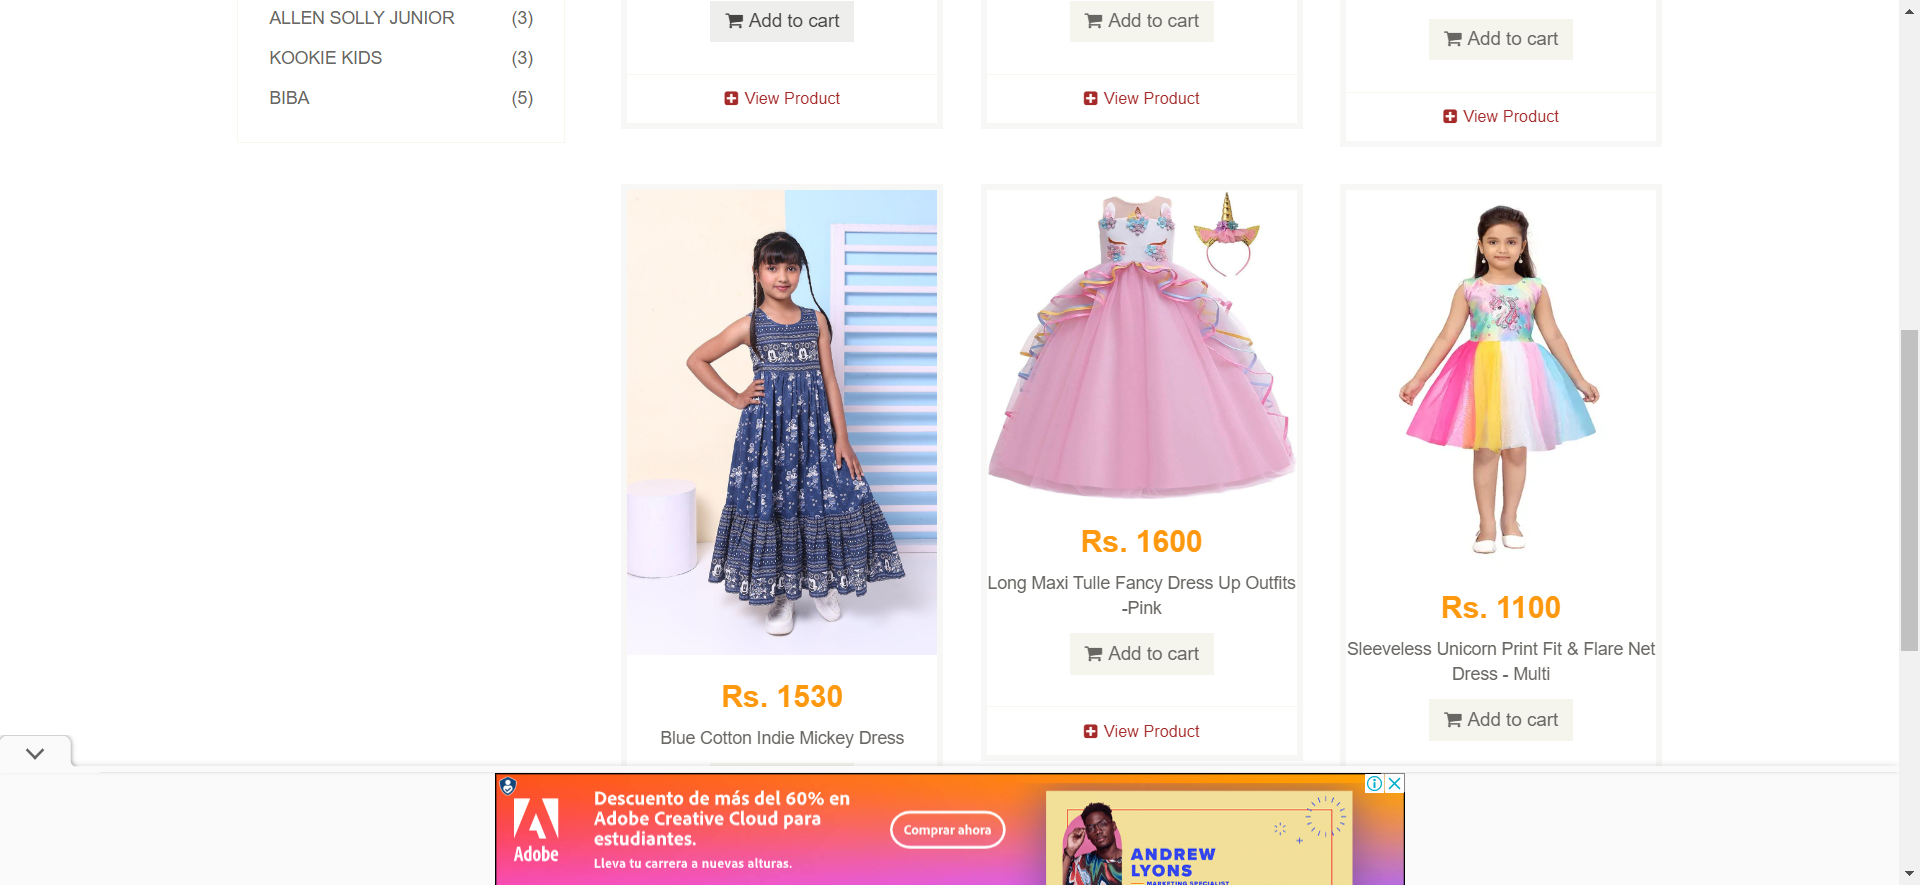 ALLEN SOLLY JUNIOR (3)
KOOKIE KIDS (3)
BIBA (5)
Add to cart
View Product
Add to cart
View Product
Add to cart
View Product
Rs. 1530
Blue Cotton Indie Mickey Dress
Rs. 1600
Long Maxi Tulle Fancy Dress Up Outfits
-Pink
Add to cart
View Product
Rs. 1100
Sleeveless Unicorn Print Fit & Flare Net
Dress - Multi
Add to cart
Adobe
Descuento de más del 60% en
Adobe Creative Cloud para
estudiantes.
Lleva tu carrera a nuevas alturas.
Comprar ahora
ANDREW
LYONS
MARKETING SPECIALIST